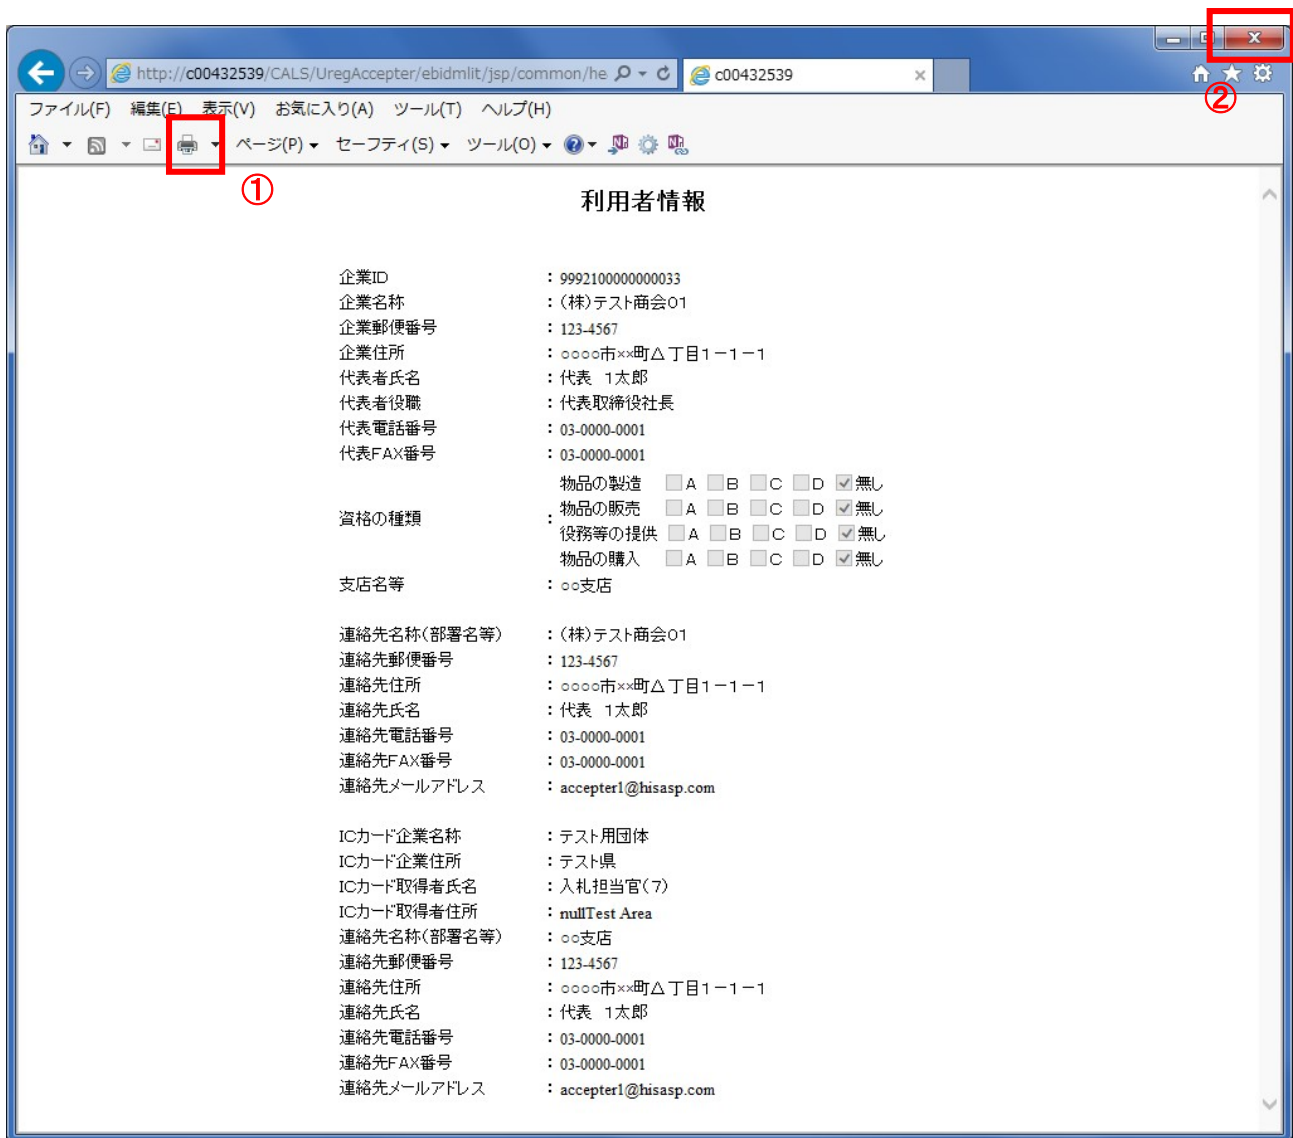 ②
http://c00432539/CALS/UregAccepter/ebidmlit/jsp/common/he
c00432539
ファイル(F) 編集(E) 表示(V) お気に入り(A) ツール(T) ヘルプ(H)
ページ(P) セーフティ(S) ツール(O)
①
利用者情報
企業ID : 9992100000000033
企業名称 : (株)テスト商会01
企業郵便番号 : 123-4567
企業住所 : ○○○○市××町△丁目1-1-1
代表者氏名 : 代表 1太郎
代表者役職 : 代表取締役社長
代表電話番号 : 03-0000-0001
代表FAX番号 : 03-0000-0001
資格の種類 :
物品の製造 A B C D 無し
物品の販売 A B C D 無し
役務等の提供 A B C D 無し
物品の購入 A B C D 無し
支店名等 : ○○支店
連絡先名称(部署名等) : (株)テスト商会01
連絡先郵便番号 : 123-4567
連絡先住所 : ○○○○市××町△丁目1-1-1
連絡先氏名 : 代表 1太郎
連絡先電話番号 : 03-0000-0001
連絡先FAX番号 : 03-0000-0001
連絡先メールアドレス : accepter1@hisasp.com
ICカード企業名称 : テスト用団体
ICカード企業住所 : テスト県
ICカード取得者氏名 : 入札担当官(7)
ICカード取得者住所 : nullTest Area
連絡先名称(部署名等) : ○○支店
連絡先郵便番号 : 123-4567
連絡先住所 : ○○○○市××町△丁目1-1-1
連絡先氏名 : 代表 1太郎
連絡先電話番号 : 03-0000-0001
連絡先FAX番号 : 03-0000-0001
連絡先メールアドレス : accepter1@hisasp.com